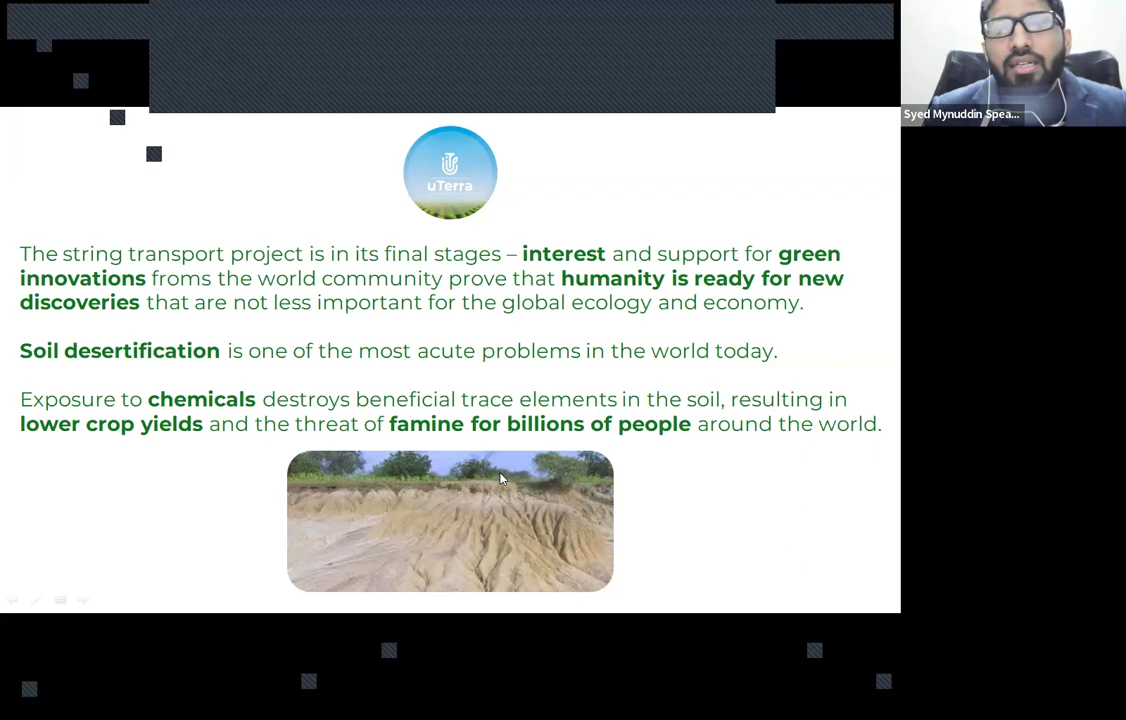 Syed Mynuddin Spea...
uTerra
The string transport project is in its final stages – interest and support for green
innovations froms the world community prove that humanity is ready for new
discoveries that are not less important for the global ecology and economy.
Soil desertification is one of the most acute problems in the world today.
Exposure to chemicals destroys beneficial trace elements in the soil, resulting in
lower crop yields and the threat of famine for billions of people around the world.